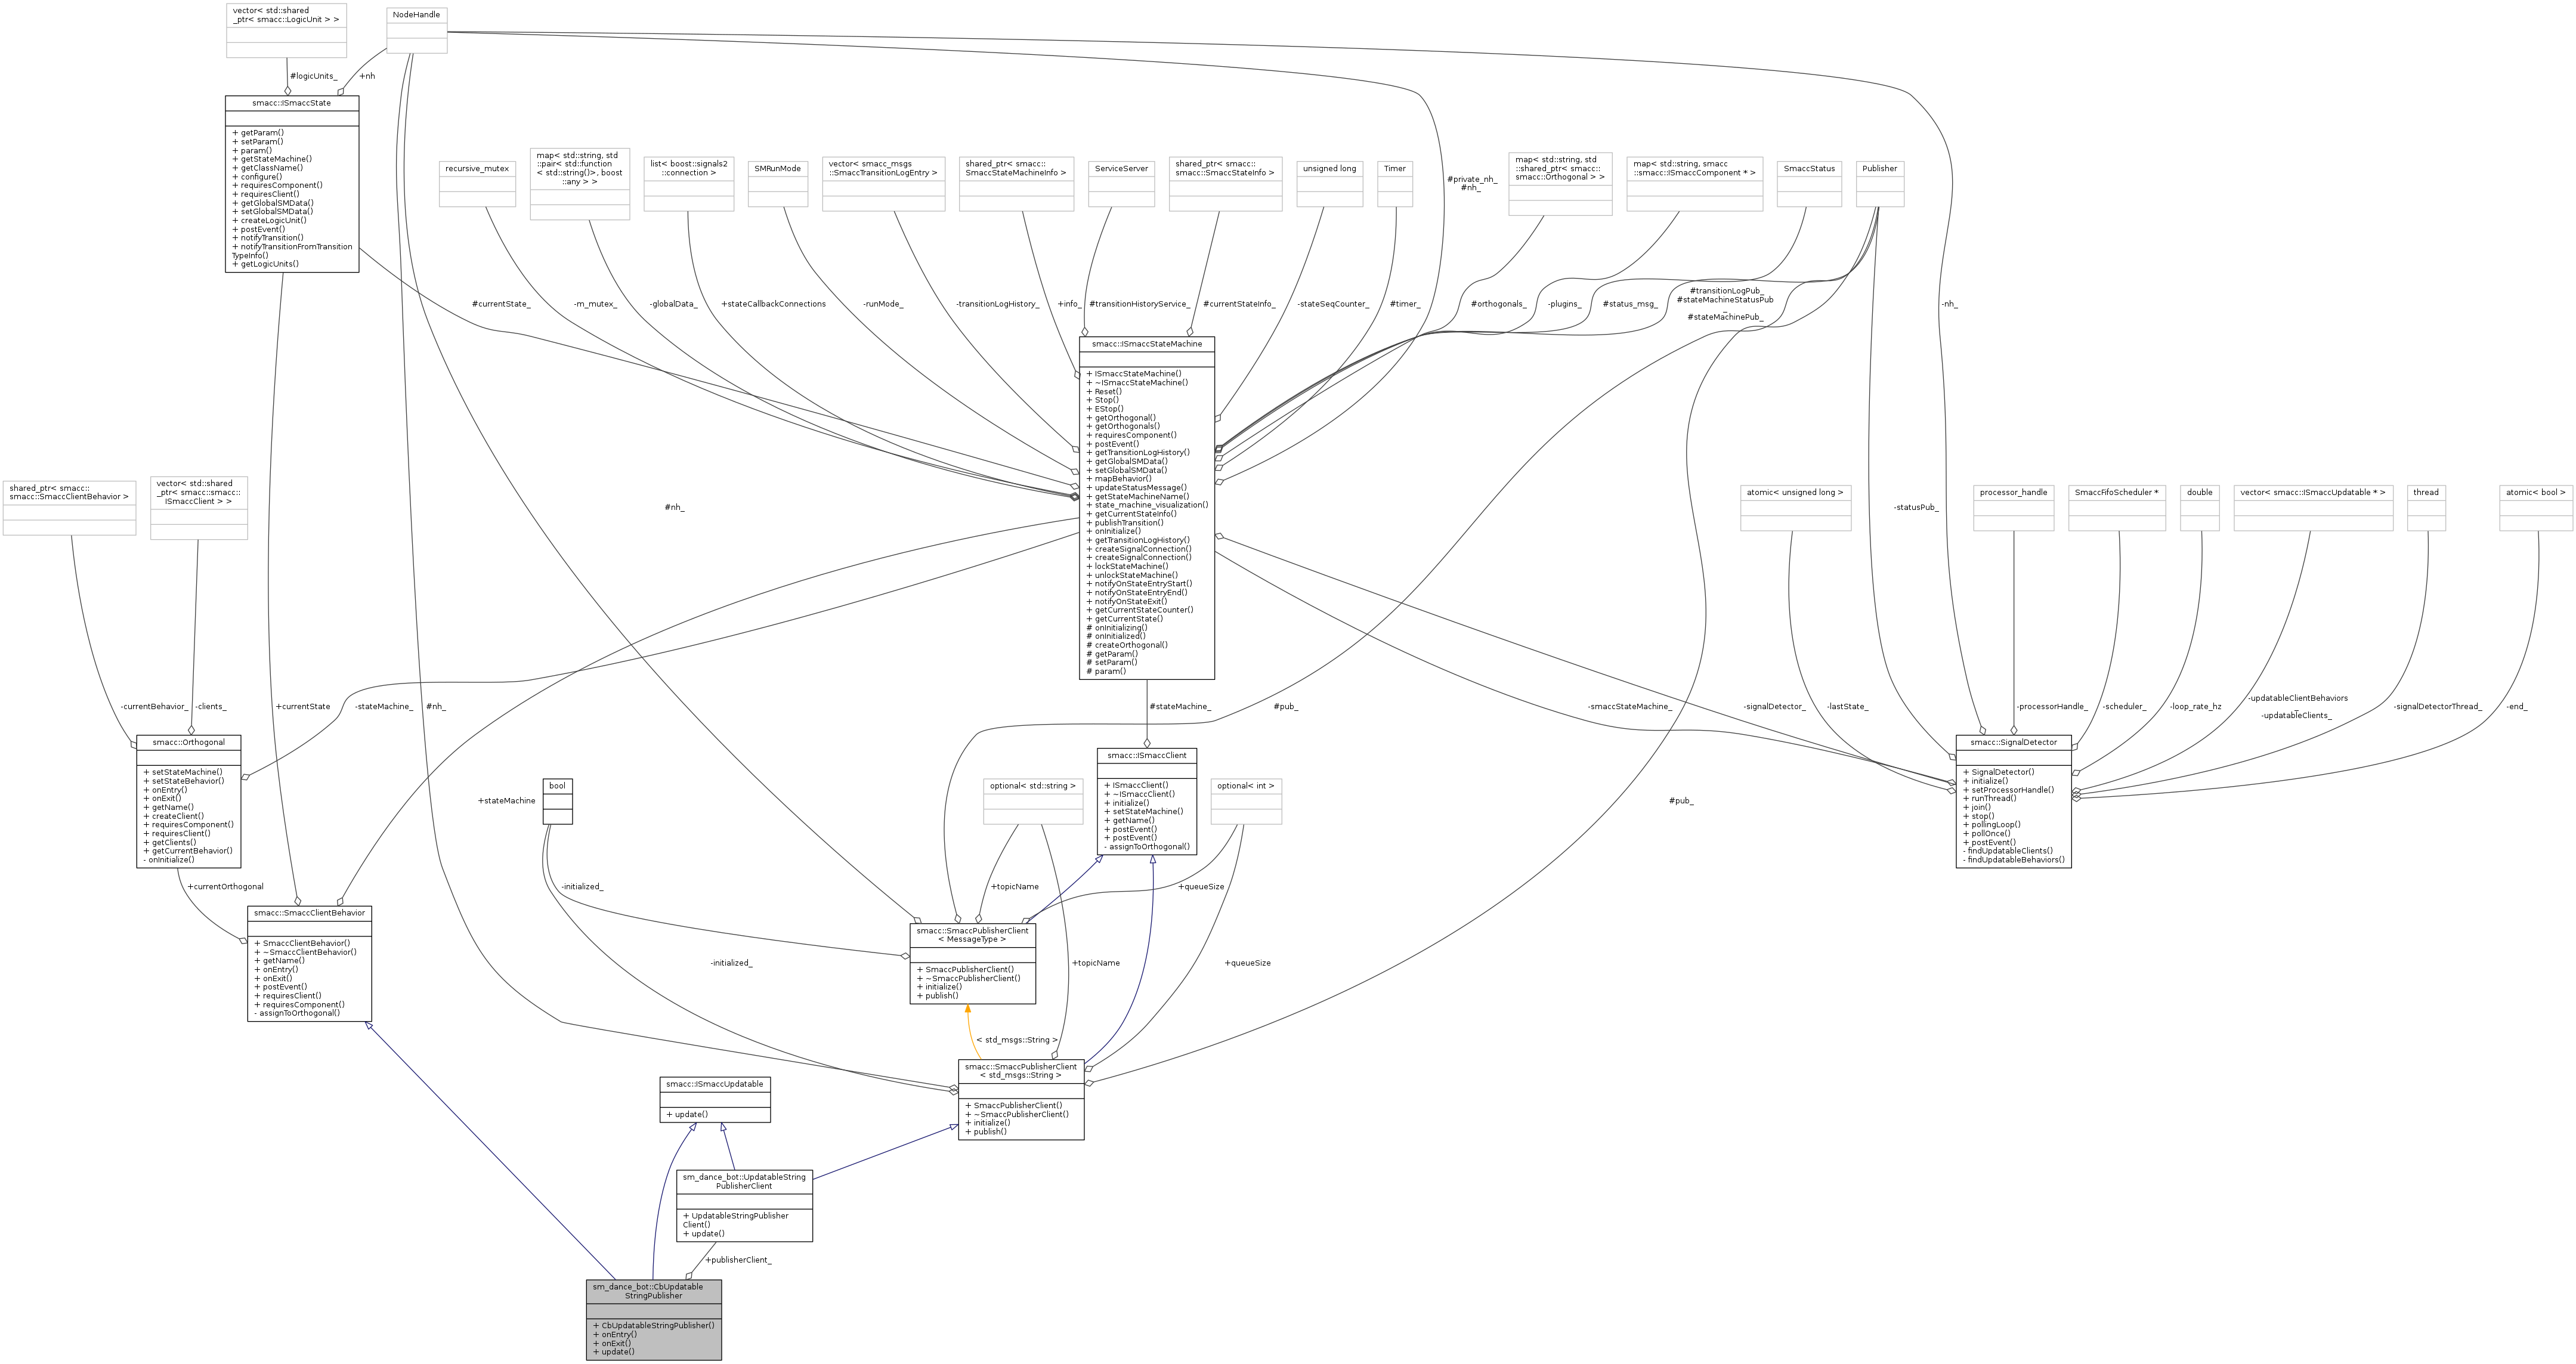 vector< std::shared
_ptr< smacc::LogicUnit > >
NodeHandle
#logicUnits_
+nh
smacc::ISmaccState
+ getParam()
+ setParam()
+ param()
+ getStateMachine()
+ getClassName()
+ configure()
+ requiresComponent()
+ requiresClient()
+ getGlobalSMData()
+ setGlobalSMData()
+ createLogicUnit()
+ postEvent()
+ notifyTransition()
+ notifyTransitionFromTransition
TypeInfo()
+ getLogicUnits()
recursive_mutex
map< std::string, std
::pair< std::function
< std::string()>, boost
::any > >
list< boost::signals2
::connection >
SMRunMode
vector< smacc_msgs
::SmaccTransitionLogEntry >
shared_ptr< smacc::
SmaccStateMachineInfo >
ServiceServer
shared_ptr< smacc::
smacc::SmaccStateInfo >
unsigned long
Timer
#private_nh_
#nh_
map< std::string, std
::shared_ptr< smacc::
smacc::Orthogonal > >
map< std::string, smacc
::smacc::ISmaccComponent * >
SmaccStatus
Publisher
#currentState_
-m_mutex_
-globalData_
+stateCallbackConnections
-runMode_
-transitionLogHistory_
+info_
#transitionHistoryService_
#currentStateInfo_
-stateSeqCounter_
#timer_
#orthogonals_
-plugins_
#status_msg_
#transitionLogPub_
#stateMachineStatusPub
_
#stateMachinePub_
-nh_
smacc::ISmaccStateMachine
+ ISmaccStateMachine()
+ ~ISmaccStateMachine()
+ Reset()
+ Stop()
+ EStop()
+ getOrthogonal()
+ getOrthogonals()
+ requiresComponent()
+ postEvent()
+ getTransitionLogHistory()
+ getGlobalSMData()
+ setGlobalSMData()
+ mapBehavior()
+ updateStatusMessage()
+ getStateMachineName()
+ state_machine_visualization()
+ getCurrentStateInfo()
+ publishTransition()
+ onInitialize()
+ getTransitionLogHistory()
+ createSignalConnection()
+ createSignalConnection()
+ lockStateMachine()
+ unlockStateMachine()
+ notifyOnStateEntryStart()
+ notifyOnStateEntryEnd()
+ notifyOnStateExit()
+ getCurrentStateCounter()
+ getCurrentState()
# onInitializing()
# onInitialized()
# createOrthogonal()
# getParam()
# setParam()
# param()
shared_ptr< smacc::
smacc::SmaccClientBehavior >
vector< std::shared
_ptr< smacc::smacc::
ISmaccClient > >
#nh_
-statusPub_
atomic< unsigned long >
processor_handle
SmaccFifoScheduler *
double
vector< smacc::ISmaccUpdatable * >
thread
atomic< bool >
-currentBehavior_
-clients_
+currentState
-stateMachine_
#nh_
#stateMachine_
#pub_
-smaccStateMachine_
-signalDetector_
-lastState_
-processorHandle_
-scheduler_
-loop_rate_hz
-updatableClientBehaviors
_
-updatableClients_
-signalDetectorThread_
-end_
smacc::Orthogonal
+ setStateMachine()
+ setStateBehavior()
+ onEntry()
+ onExit()
+ getName()
+ createClient()
+ requiresComponent()
+ requiresClient()
+ getClients()
+ getCurrentBehavior()
- onInitialize()
+stateMachine
bool
optional< std::string >
smacc::ISmaccClient
+ ISmaccClient()
+ ~ISmaccClient()
+ initialize()
+ setStateMachine()
+ getName()
+ postEvent()
+ postEvent()
- assignToOrthogonal()
optional< int >
#pub_
smacc::SignalDetector
+ SignalDetector()
+ initialize()
+ setProcessorHandle()
+ runThread()
+ join()
+ stop()
+ pollingLoop()
+ pollOnce()
+ postEvent()
- findUpdatableClients()
- findUpdatableBehaviors()
+currentOrthogonal
-initialized_
+topicName
+queueSize
smacc::SmaccClientBehavior
+ SmaccClientBehavior()
+ ~SmaccClientBehavior()
+ getName()
+ onEntry()
+ onExit()
+ postEvent()
+ requiresClient()
+ requiresComponent()
- assignToOrthogonal()
-initialized_
smacc::SmaccPublisherClient
< MessageType >
+ SmaccPublisherClient()
+ ~SmaccPublisherClient()
+ initialize()
+ publish()
+topicName
+queueSize
< std_msgs::String >
smacc::SmaccPublisherClient
< std_msgs::String >
+ SmaccPublisherClient()
+ ~SmaccPublisherClient()
+ initialize()
+ publish()
smacc::ISmaccUpdatable
+ update()
sm_dance_bot::UpdatableString
PublisherClient
+ UpdatableStringPublisher
Client()
+ update()
+publisherClient_
sm_dance_bot::CbUpdatable
StringPublisher
+ CbUpdatableStringPublisher()
+ onEntry()
+ onExit()
+ update()